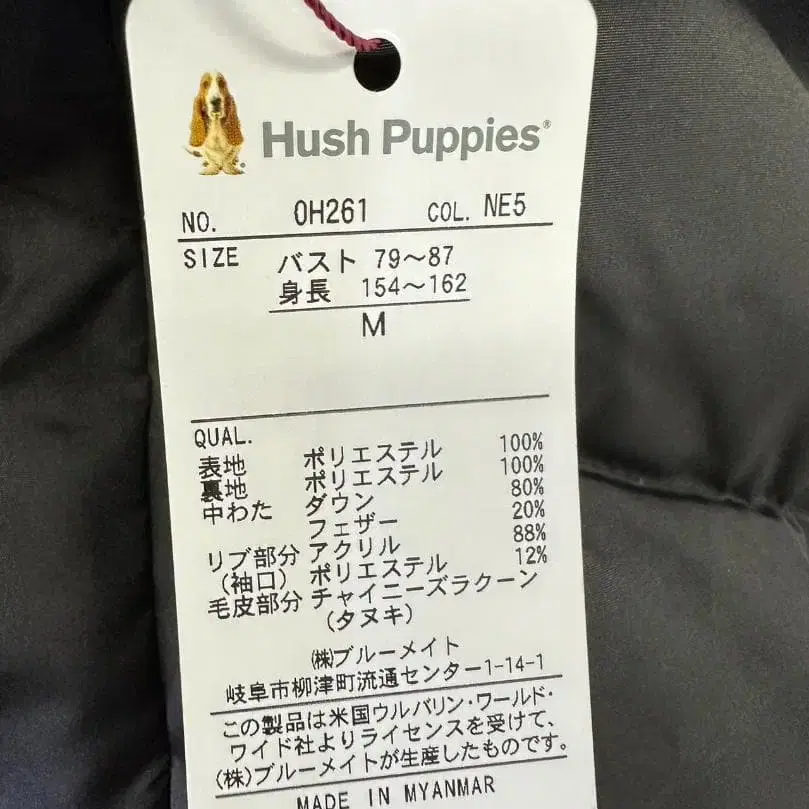 Hush Puppies®
NO. OH261 COL. NE5
SIZE バスト 79～87
身長 154～162
M
QUAL.
表地 ポリエステル 100%
裏地 ポリエステル 100%
中わた ダウン 80%
フェザー 20%
リブ部分 アクリル 88%
(袖口) ポリエステル 12%
毛皮部分 チャイニーズラクーン
(タヌキ)
㈱ブルーメイト
岐阜市柳津町流通センター1-14-1
この製品は米国ウルバリン・ワールド・
ワイド社よりライセンスを受けて、
(株)ブルーメイトが生産したものです。
MADE IN MYANMAR